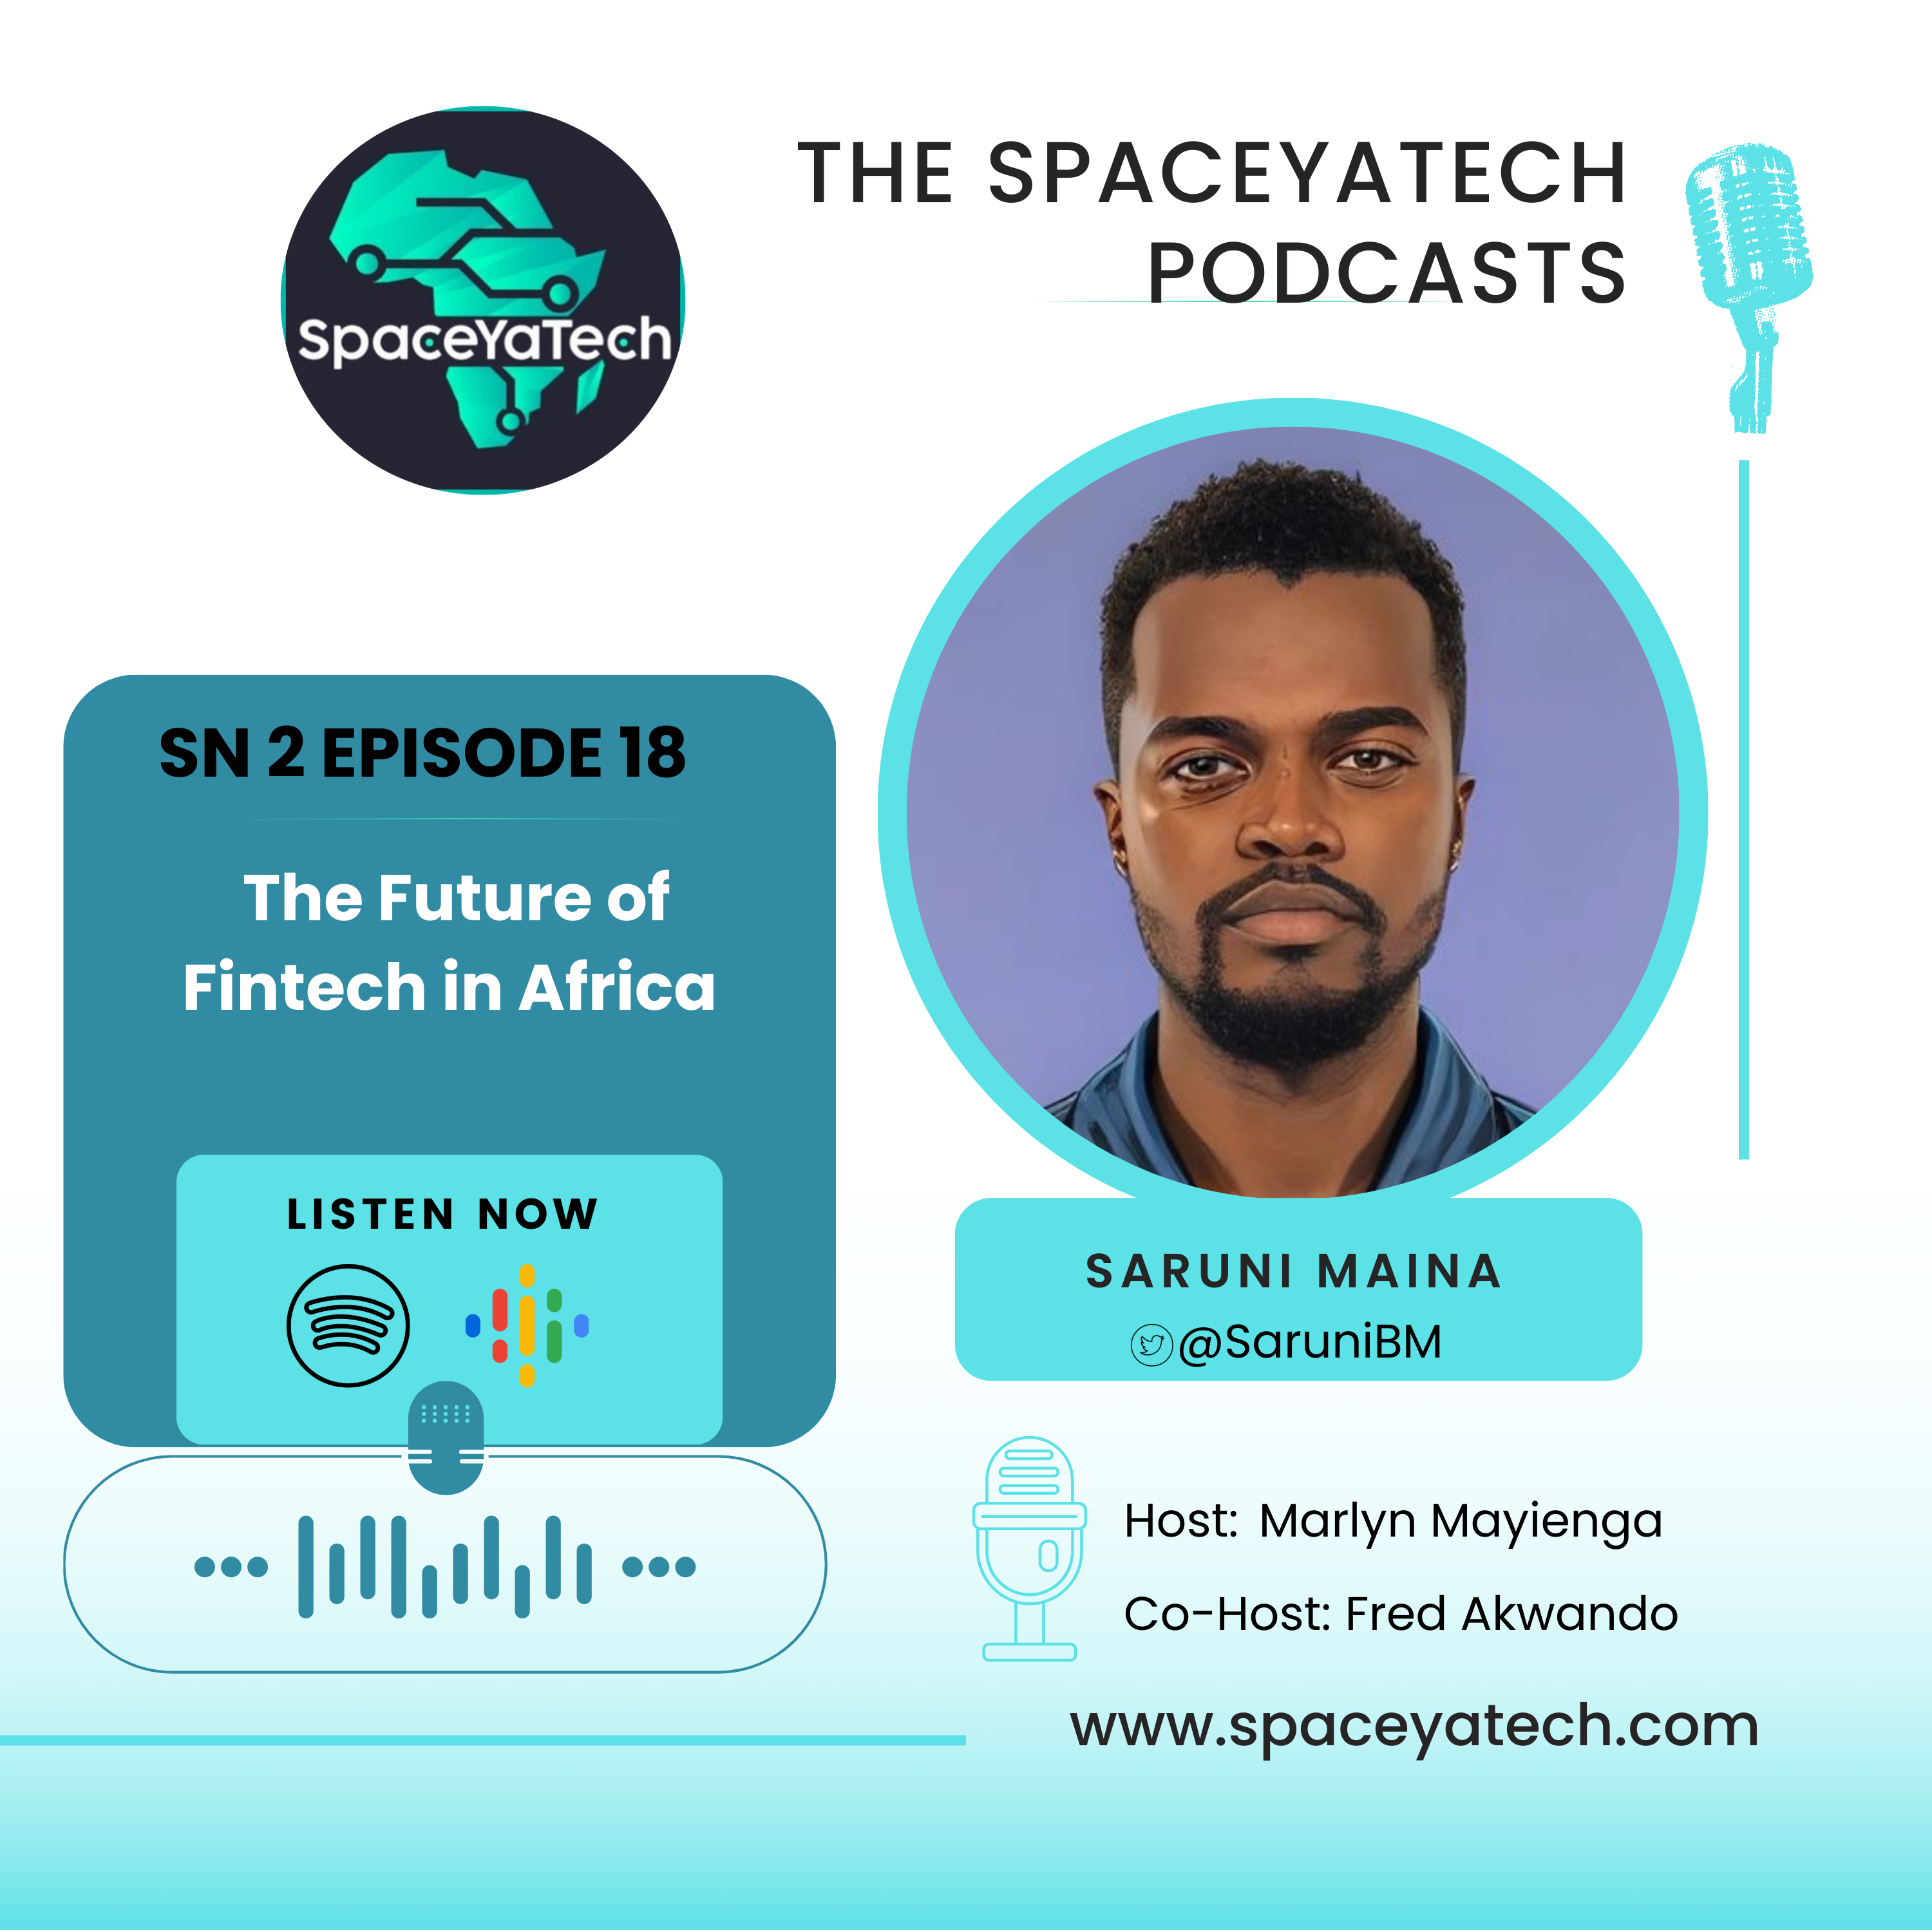 SpaceYaTech
THE SPACEYATECH
PODCASTS
SN 2 EPISODE 18
The Future of
Fintech in Africa
LISTEN NOW
SARUNI MAINA
@SaruniBM
Host: Marlyn Mayienga
Co-Host: Fred Akwando
www.spaceyatech.com